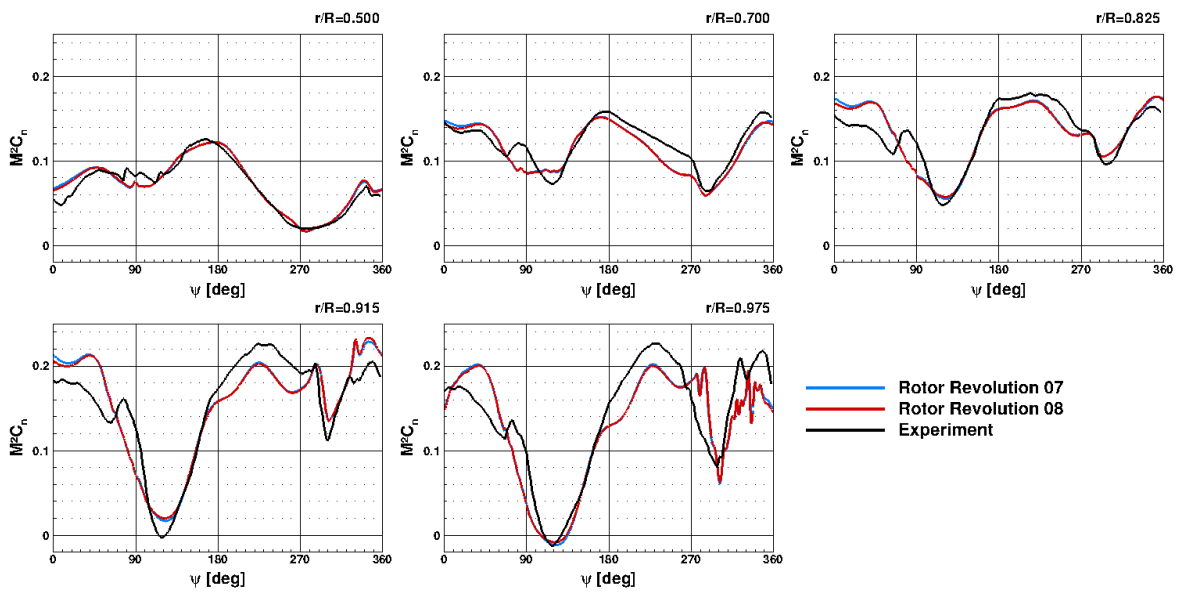 r/R=0.500
M²Cₙ
0.2
0.1
0
0 90 180 270 360
ψ [deg]
r/R=0.700
M²Cₙ
0.2
0.1
0
0 90 180 270 360
ψ [deg]
r/R=0.825
M²Cₙ
0.2
0.1
0
0 90 180 270 360
ψ [deg]
r/R=0.915
M²Cₙ
0.2
0.1
0
0 90 180 270 360
ψ [deg]
r/R=0.975
M²Cₙ
0.2
0.1
0
0 90 180 270 360
ψ [deg]
Rotor Revolution 07
Rotor Revolution 08
Experiment